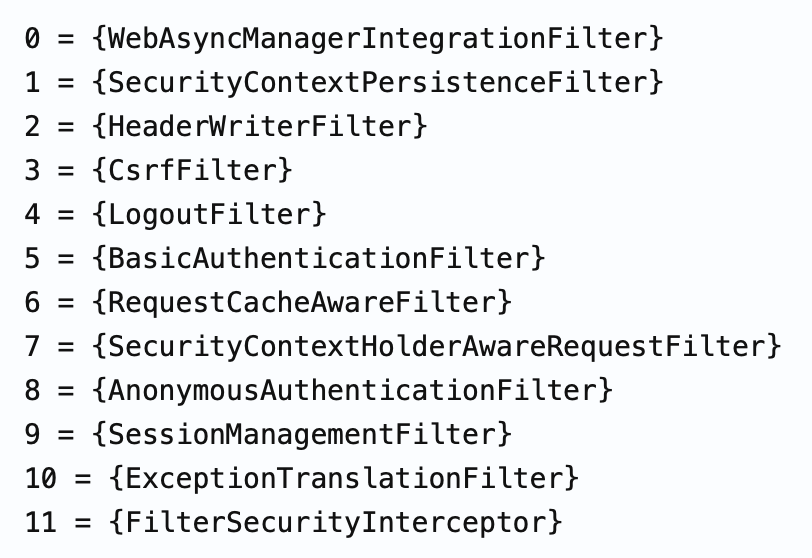 0 = {WebAsyncManagerIntegrationFilter}
1 = {SecurityContextPersistenceFilter}
2 = {HeaderWriterFilter}
3 = {CsrfFilter}
4 = {LogoutFilter}
5 = {BasicAuthenticationFilter}
6 = {RequestCacheAwareFilter}
7 = {SecurityContextHolderAwareRequestFilter}
8 = {AnonymousAuthenticationFilter}
9 = {SessionManagementFilter}
10 = {ExceptionTranslationFilter}
11 = {FilterSecurityInterceptor}